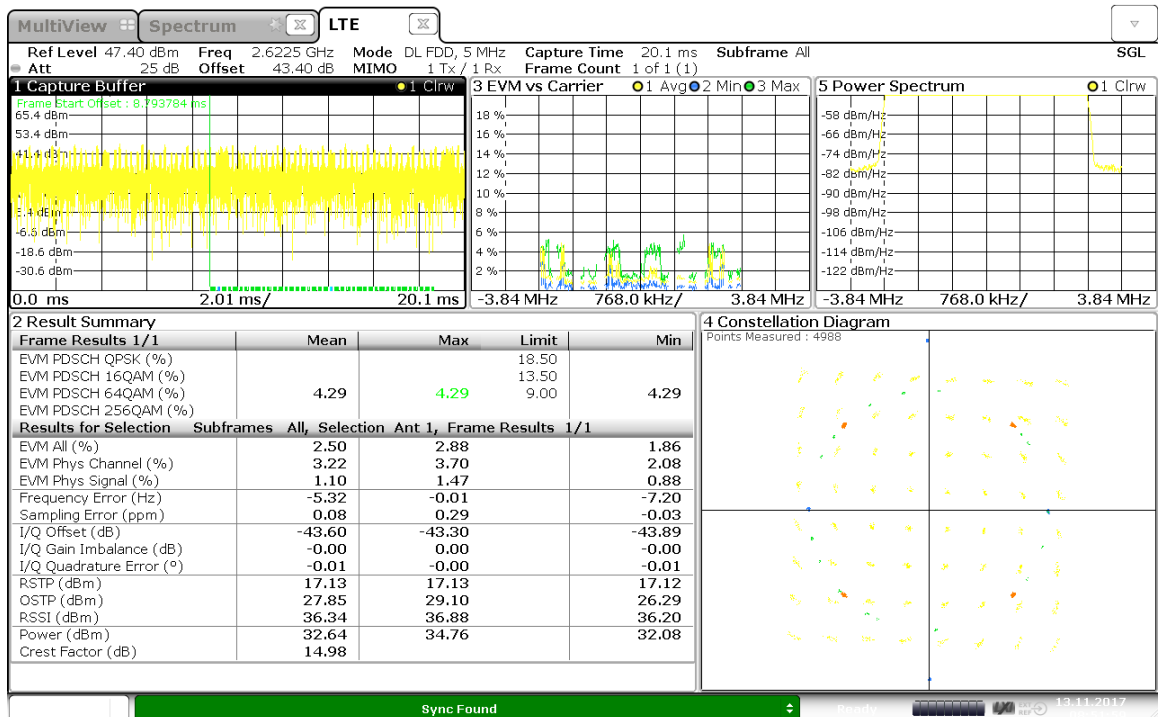 MultiView Spectrum LTE
Ref Level 47.40 dBm Freq 2.6225 GHz Mode DL FDD, 5 MHz Capture Time 20.1 ms Subframe All SGL
Att 25 dB Offset 43.40 dB MIMO 1 Tx / 1 Rx Frame Count 1 of 1 (1)
1 Capture Buffer 1 Clrw
Frame Start Offset : 8.793784 ms
65.4 dBm
53.4 dBm
41.4 dBm
5.4 dBm
-6.6 dBm
-18.6 dBm
-30.6 dBm
0.0 ms 2.01 ms/ 20.1 ms
3 EVM vs Carrier 1 Avg 2 Min 3 Max
18 %
16 %
14 %
12 %
10 %
8 %
6 %
4 %
2 %
-3.84 MHz 768.0 kHz/ 3.84 MHz
5 Power Spectrum 1 Clrw
-58 dBm/Hz
-66 dBm/Hz
-74 dBm/Hz
-82 dBm/Hz
-90 dBm/Hz
-98 dBm/Hz
-106 dBm/Hz
-114 dBm/Hz
-122 dBm/Hz
-3.84 MHz 768.0 kHz/ 3.84 MHz
2 Result Summary
Frame Results 1/1 Mean Max Limit Min
EVM PDSCH QPSK (%) 18.50
EVM PDSCH 16QAM (%) 13.50
EVM PDSCH 64QAM (%) 4.29 4.29 9.00 4.29
EVM PDSCH 256QAM (%)
Results for Selection Subframes All, Selection Ant 1, Frame Results 1/1
EVM All (%) 2.50 2.88 1.86
EVM Phys Channel (%) 3.22 3.70 2.08
EVM Phys Signal (%) 1.10 1.47 0.88
Frequency Error (Hz) -5.32 -0.01 -7.20
Sampling Error (ppm) 0.08 0.29 -0.03
I/Q Offset (dB) -43.60 -43.30 -43.89
I/Q Gain Imbalance (dB) -0.00 0.00 -0.00
I/Q Quadrature Error (°) -0.01 -0.00 -0.01
RSTP (dBm) 17.13 17.13 17.12
OSTP (dBm) 27.85 29.10 26.29
RSSI (dBm) 36.34 36.88 36.20
Power (dBm) 32.64 34.76 32.08
Crest Factor (dB) 14.98
4 Constellation Diagram
Points Measured : 4988
Sync Found
Ready
LXI
EXT
REF
13.11.2017